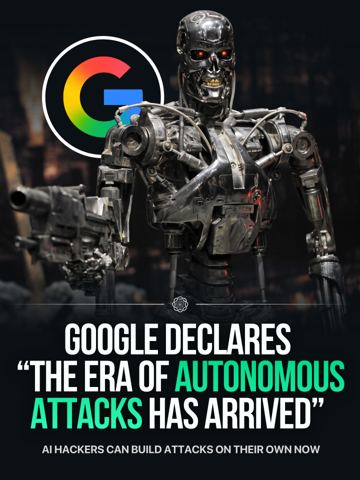 GOOGLE DECLARES
“THE ERA OF AUTONOMOUS
ATTACKS HAS ARRIVED”
AI HACKERS CAN BUILD ATTACKS ON THEIR OWN NOW